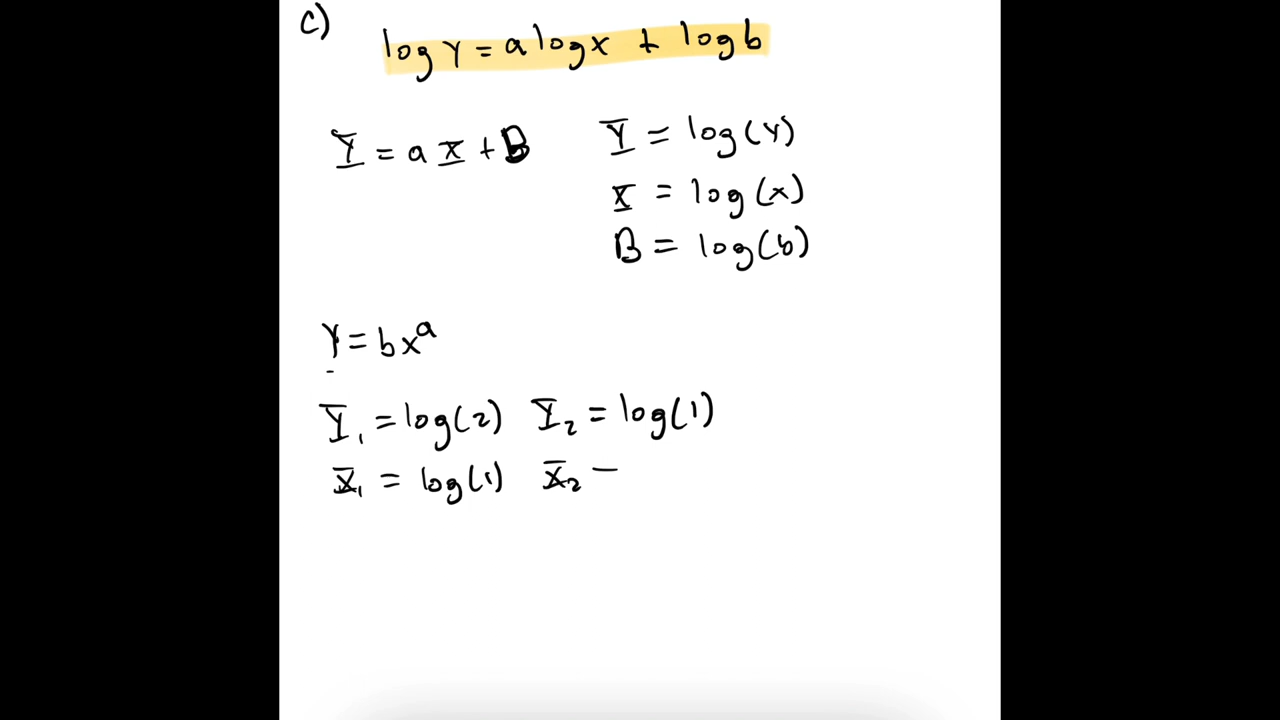 c)
log Y = a log x + log b
Y = a X + B
Y = log(Y)
X = log(x)
B = log(b)
Y = bx^a
Y₁ = log(2) Y₂ = log(1)
X₁ = log(1) X₂ =